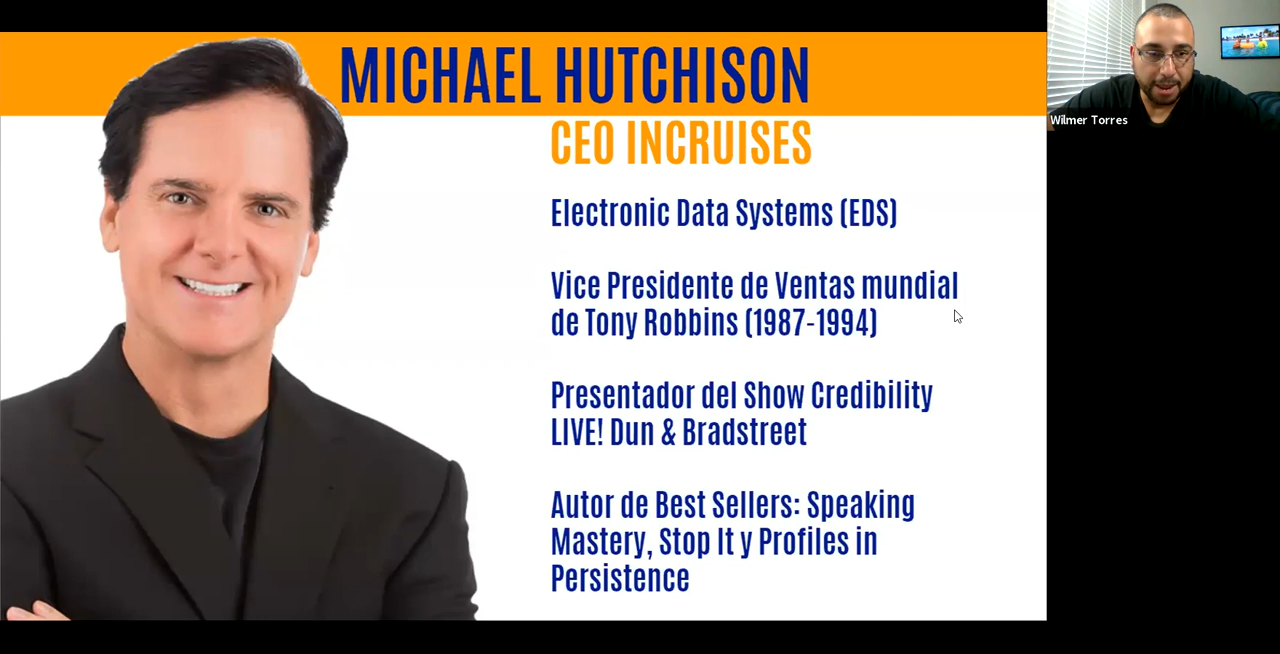 MICHAEL HUTCHISON
CEO INCRUISES
Electronic Data Systems (EDS)
Vice Presidente de Ventas mundial
de Tony Robbins (1987-1994)
Presentador del Show Credibility
LIVE! Dun & Bradstreet
Autor de Best Sellers: Speaking
Mastery, Stop It y Profiles in
Persistence
Wilmer Torres